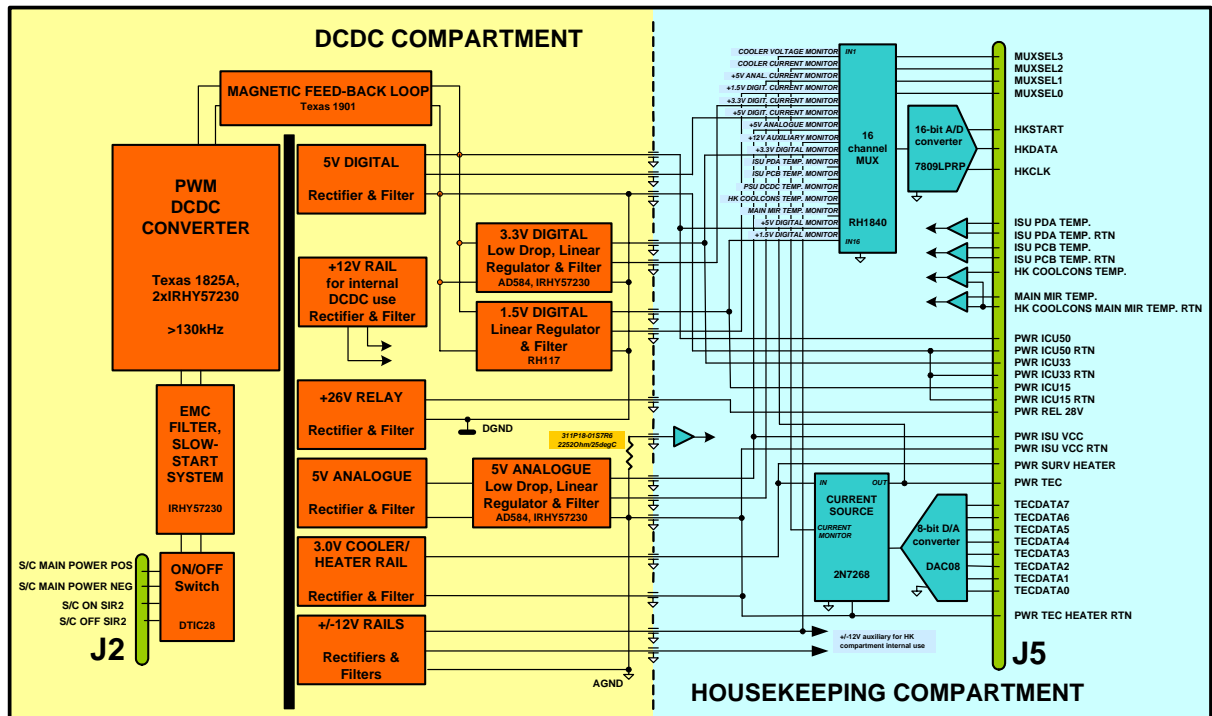 DCDC COMPARTMENT
MAGNETIC FEED-BACK LOOP
Texas 1901
PWM
DCDC
CONVERTER
Texas 1825A,
2xIRHY57230
>130kHz
EMC
FILTER,
SLOW-
START
SYSTEM
IRHY57230
ON/OFF
Switch
DTIC28
S/C MAIN POWER POS
S/C MAIN POWER NEG
S/C ON SIR2
S/C OFF SIR2
J2
5V DIGITAL
Rectifier & Filter
+12V RAIL
for internal
DCDC use
Rectifier & Filter
+26V RELAY
Rectifier & Filter
5V ANALOGUE
Rectifier & Filter
3.0V COOLER/
HEATER RAIL
Rectifier & Filter
+/-12V RAILS
Rectifiers &
Filters
3.3V DIGITAL
Low Drop, Linear
Regulator & Filter
AD584, IRHY57230
1.5V DIGITAL
Linear Regulator
& Filter
RH117
DGND
311P18-01S7R6
2252Ohm/25degC
5V ANALOGUE
Low Drop, Linear
Regulator & Filter
AD584, IRHY57230
AGND
COOLER VOLTAGE MONITOR
COOLER CURRENT MONITOR
+5V ANAL. CURRENT MONITOR
+1.5V DIGIT. CURRENT MONITOR
+3.3V DIGIT. CURRENT MONITOR
+5V DIGIT. CURRENT MONITOR
+5V ANALOGUE MONITOR
+12V AUXILIARY MONITOR
+3.3V DIGITAL MONITOR
ISU PDA TEMP. MONITOR
ISU PCB TEMP. MONITOR
PSU DCDC TEMP. MONITOR
HK COOLCONS TEMP. MONITOR
MAIN MIR TEMP. MONITOR
+5V DIGITAL MONITOR
+1.5V DIGITAL MONITOR
IN1
16
channel
MUX
RH1840
IN16
16-bit A/D
converter
7809LPRP
MUXSEL3
MUXSEL2
MUXSEL1
MUXSEL0
HKSTART
HKDATA
HKCLK
ISU PDA TEMP.
ISU PDA TEMP. RTN
ISU PCB TEMP.
ISU PCB TEMP. RTN
HK COOLCONS TEMP.
MAIN MIR TEMP.
HK COOLCONS MAIN MIR TEMP. RTN
PWR ICU50
PWR ICU50 RTN
PWR ICU33
PWR ICU33 RTN
PWR ICU15
PWR ICU15 RTN
PWR REL 28V
PWR ISU VCC
PWR ISU VCC RTN
PWR SURV HEATER
PWR TEC
TECDATA7
TECDATA6
TECDATA5
TECDATA4
TECDATA3
TECDATA2
TECDATA1
TECDATA0
PWR TEC HEATER RTN
IN OUT
CURRENT
SOURCE
CURRENT
MONITOR
2N7268
8-bit D/A
converter
DAC08
+/-12V auxiliary for HK
compartment internal use
J5
HOUSEKEEPING COMPARTMENT